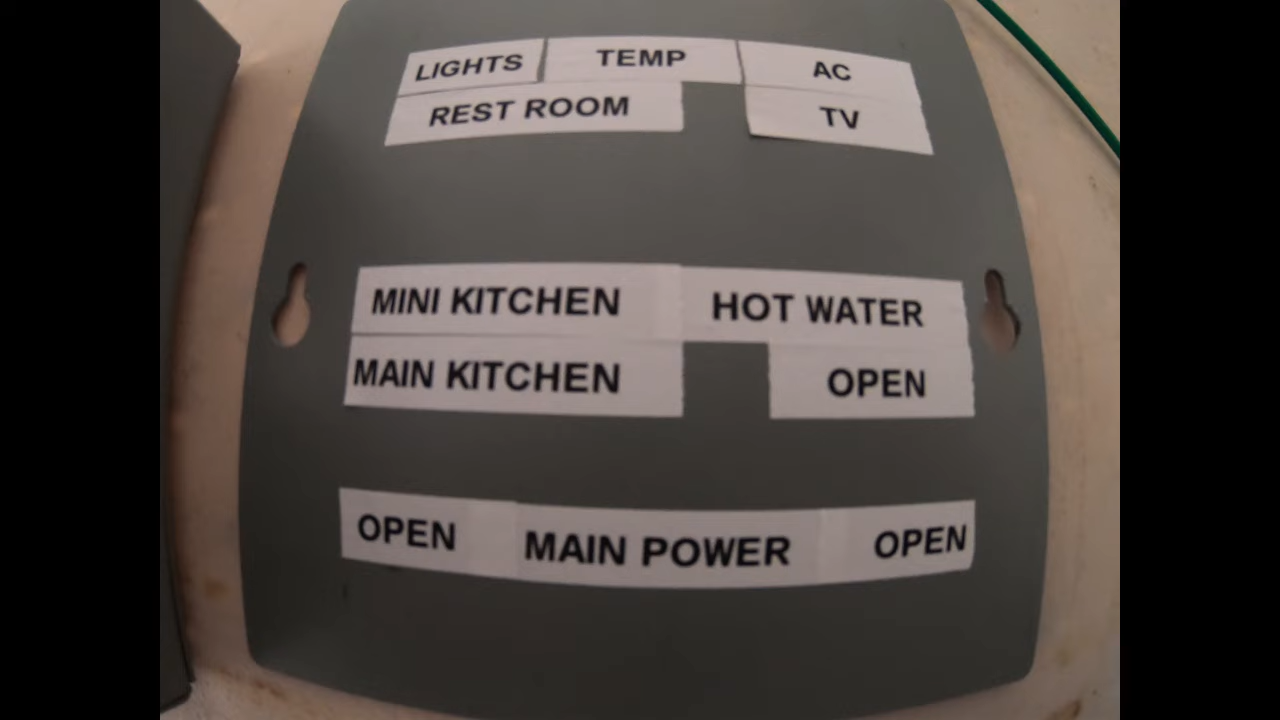 LIGHTS TEMP AC
REST ROOM TV
MINI KITCHEN HOT WATER
MAIN KITCHEN OPEN
OPEN MAIN POWER OPEN